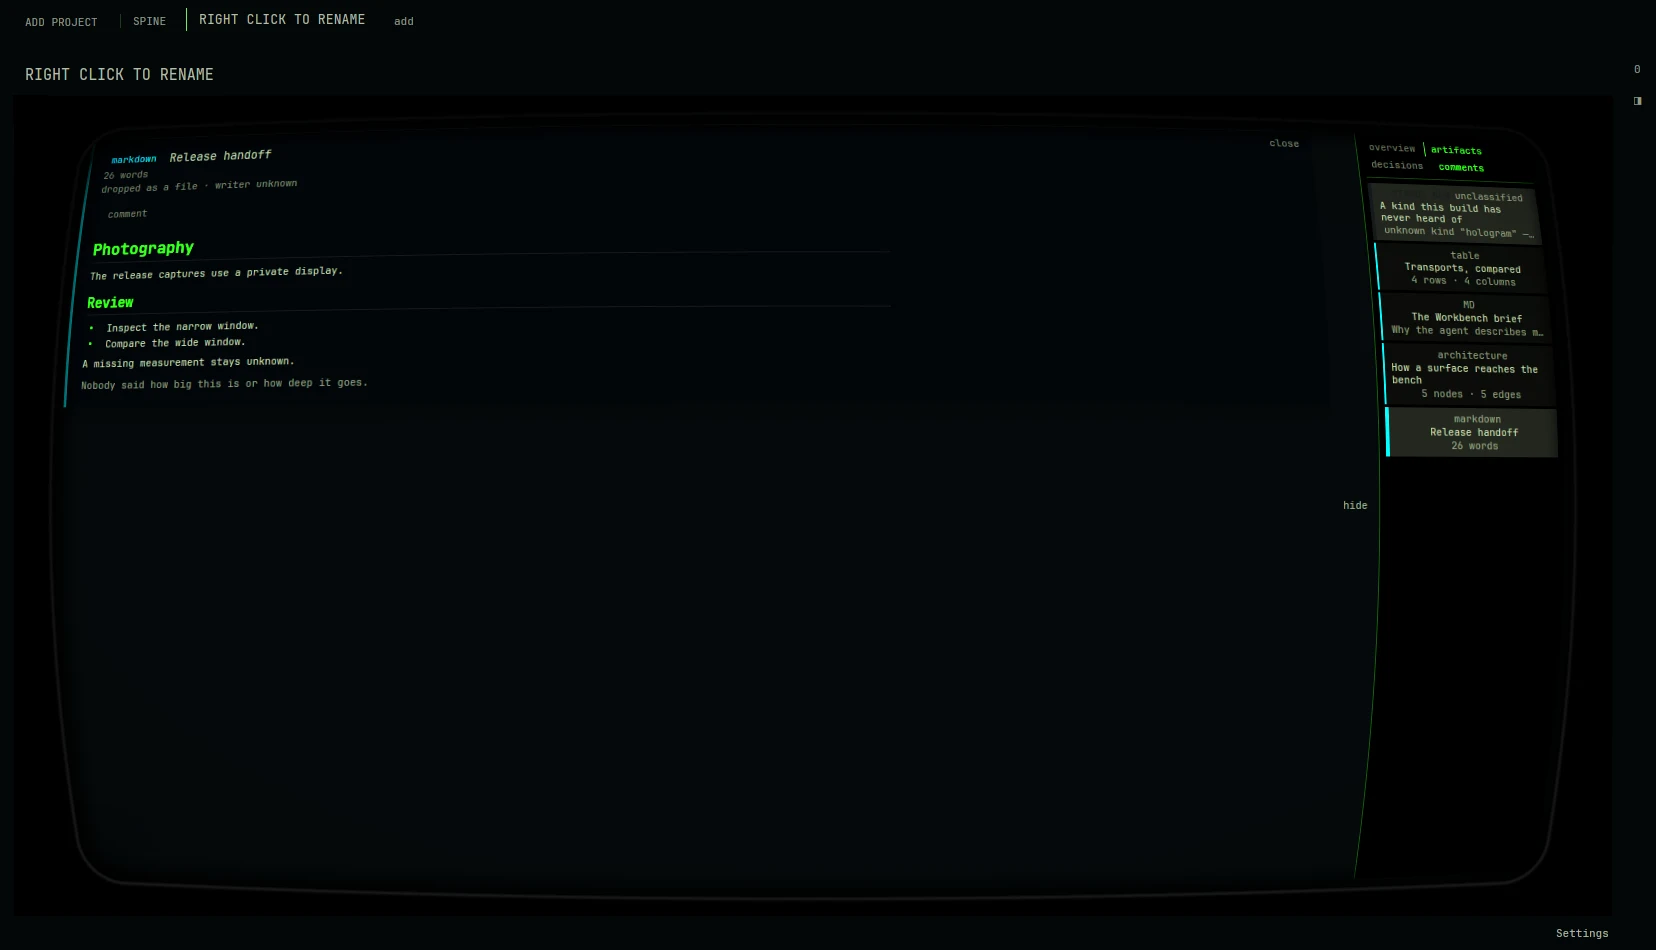 ADD PROJECT SPINE RIGHT CLICK TO RENAME add
RIGHT CLICK TO RENAME
0
markdown Release handoff
close
26 words
dropped as a file · writer unknown
comment
Photography
The release captures use a private display.
Review
• Inspect the narrow window.
• Compare the wide window.
A missing measurement stays unknown.
Nobody said how big this is or how deep it goes.
overview artifacts
decisions comments
unclassified
A kind this build has
never heard of
unknown kind "hologram" —…
table
Transports, compared
4 rows · 4 columns
MD
The Workbench brief
Why the agent describes m…
architecture
How a surface reaches the
bench
5 nodes · 5 edges
markdown
Release handoff
26 words
hide
Settings